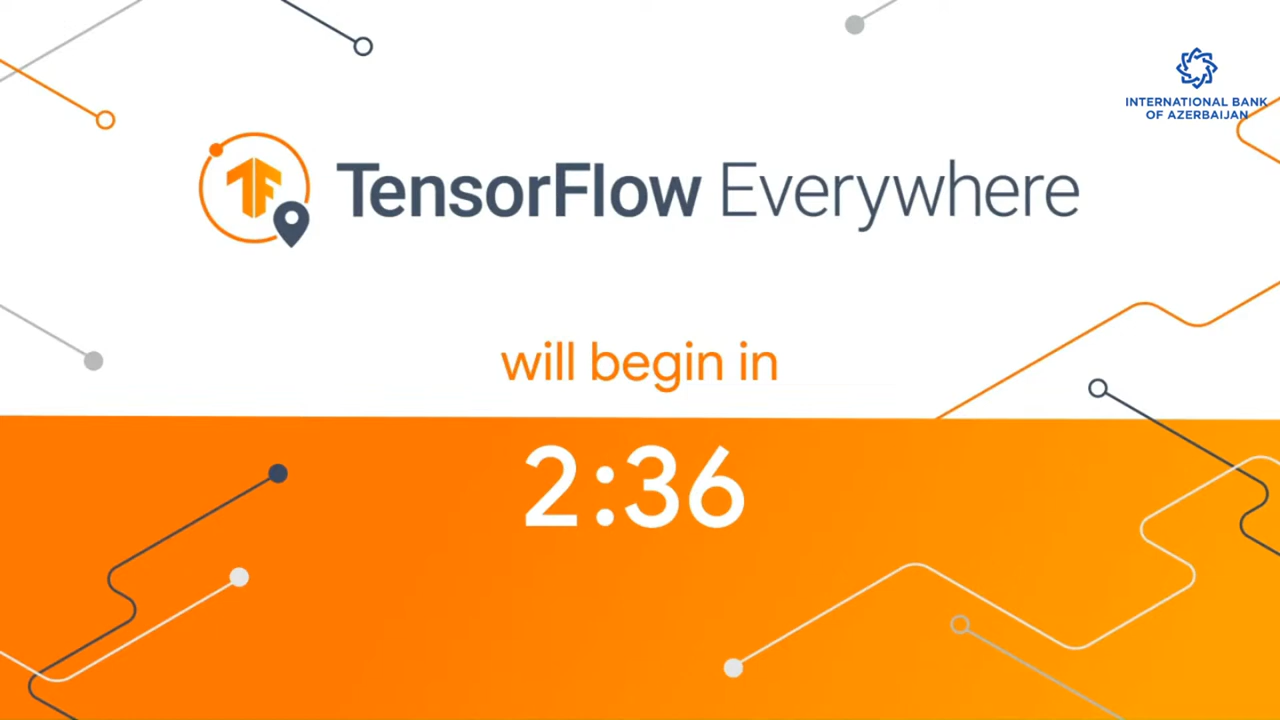 INTERNATIONAL BANK
OF AZERBAIJAN
TensorFlow Everywhere
will begin in
2:36